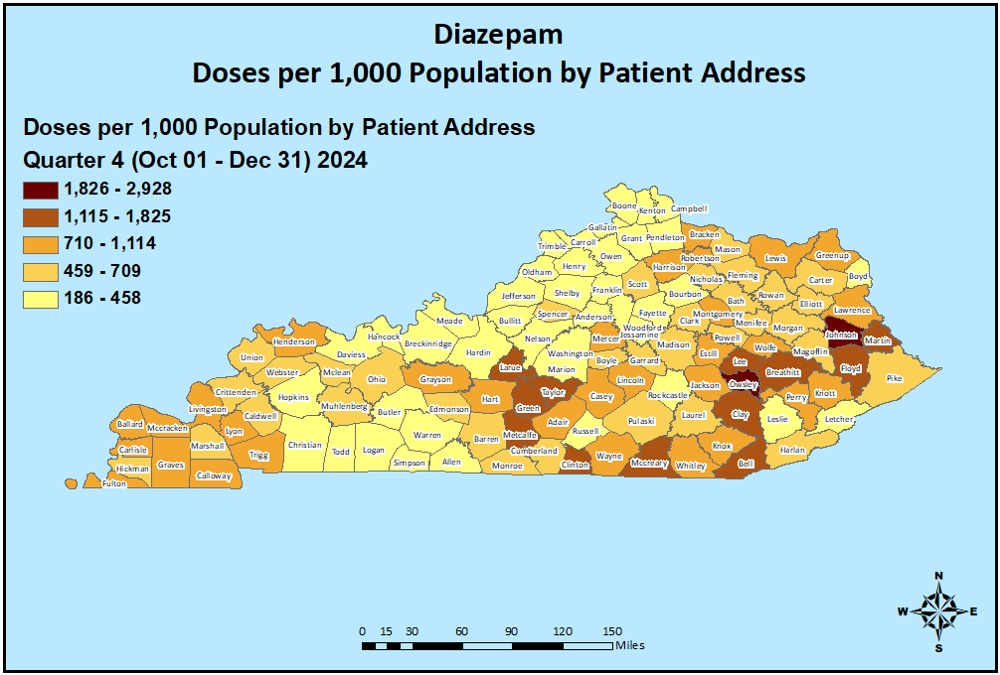 Diazepam
Doses per 1,000 Population by Patient Address
Doses per 1,000 Population by Patient Address
Quarter 4 (Oct 01 - Dec 31) 2024
1,826 - 2,928
1,115 - 1,825
710 - 1,114
459 - 709
186 - 458
Boone
Kenton
Campbell
Gallatin
Trimble
Carroll
Grant
Pendleton
Bracken
Mason
Owen
Robertson
Lewis
Greenup
Oldham
Henry
Harrison
Nicholas
Fleming
Carter
Boyd
Jefferson
Shelby
Franklin
Scott
Bourbon
Bath
Rowan
Elliott
Lawrence
Bullitt
Spencer
Anderson
Woodford
Fayette
Clark
Montgomery
Menifee
Morgan
Johnson
Martin
Meade
Nelson
Mercer
Jessamine
Madison
Powell
Wolfe
Magoffin
Hancock
Breckinridge
Hardin
Washington
Marion
Boyle
Garrard
Estill
Lee
Breathitt
Floyd
Pike
Henderson
Daviess
Union
Webster
Mclean
Ohio
Grayson
Larue
Taylor
Casey
Lincoln
Rockcastle
Jackson
Owsley
Perry
Knott
Crittenden
Hopkins
Muhlenberg
Butler
Edmonson
Hart
Green
Adair
Russell
Pulaski
Laurel
Clay
Leslie
Letcher
Livingston
Caldwell
Lyon
Ballard
Mccracken
Carlisle
Marshall
Hickman
Graves
Calloway
Fulton
Trigg
Christian
Todd
Logan
Simpson
Warren
Allen
Barren
Metcalfe
Monroe
Cumberland
Clinton
Wayne
Mccreary
Whitley
Knox
Bell
Harlan
N
W
E
S
0 15 30 60 90 120 150
Miles